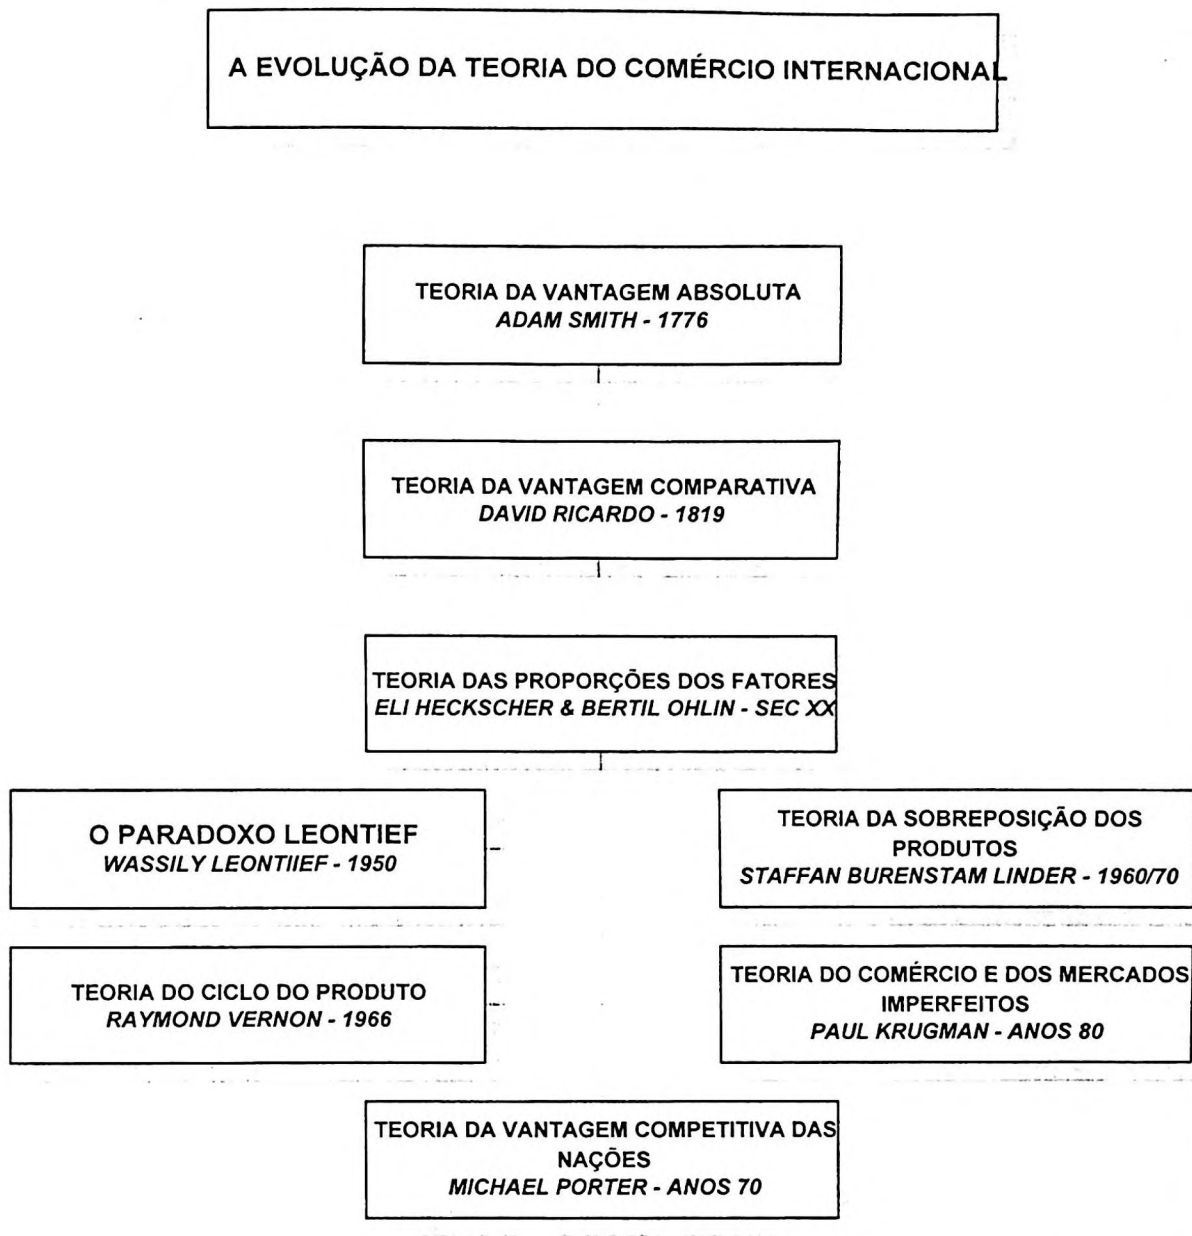 A EVOLUÇÃO DA TEORIA DO COMÉRCIO INTERNACIONAL
TEORIA DA VANTAGEM ABSOLUTA
ADAM SMITH - 1776
TEORIA DA VANTAGEM COMPARATIVA
DAVID RICARDO - 1819
TEORIA DAS PROPORÇÕES DOS FATORES
ELI HECKSCHER & BERTIL OHLIN - SEC XX
O PARADOXO LEONTIEF
WASSILY LEONTIIEF - 1950
TEORIA DA SOBREPOSIÇÃO DOS
PRODUTOS
STAFFAN BURENSTAM LINDER - 1960/70
TEORIA DO CICLO DO PRODUTO
RAYMOND VERNON - 1966
TEORIA DO COMÉRCIO E DOS MERCADOS
IMPERFEITOS
PAUL KRUGMAN - ANOS 80
TEORIA DA VANTAGEM COMPETITIVA DAS
NAÇÕES
MICHAEL PORTER - ANOS 70